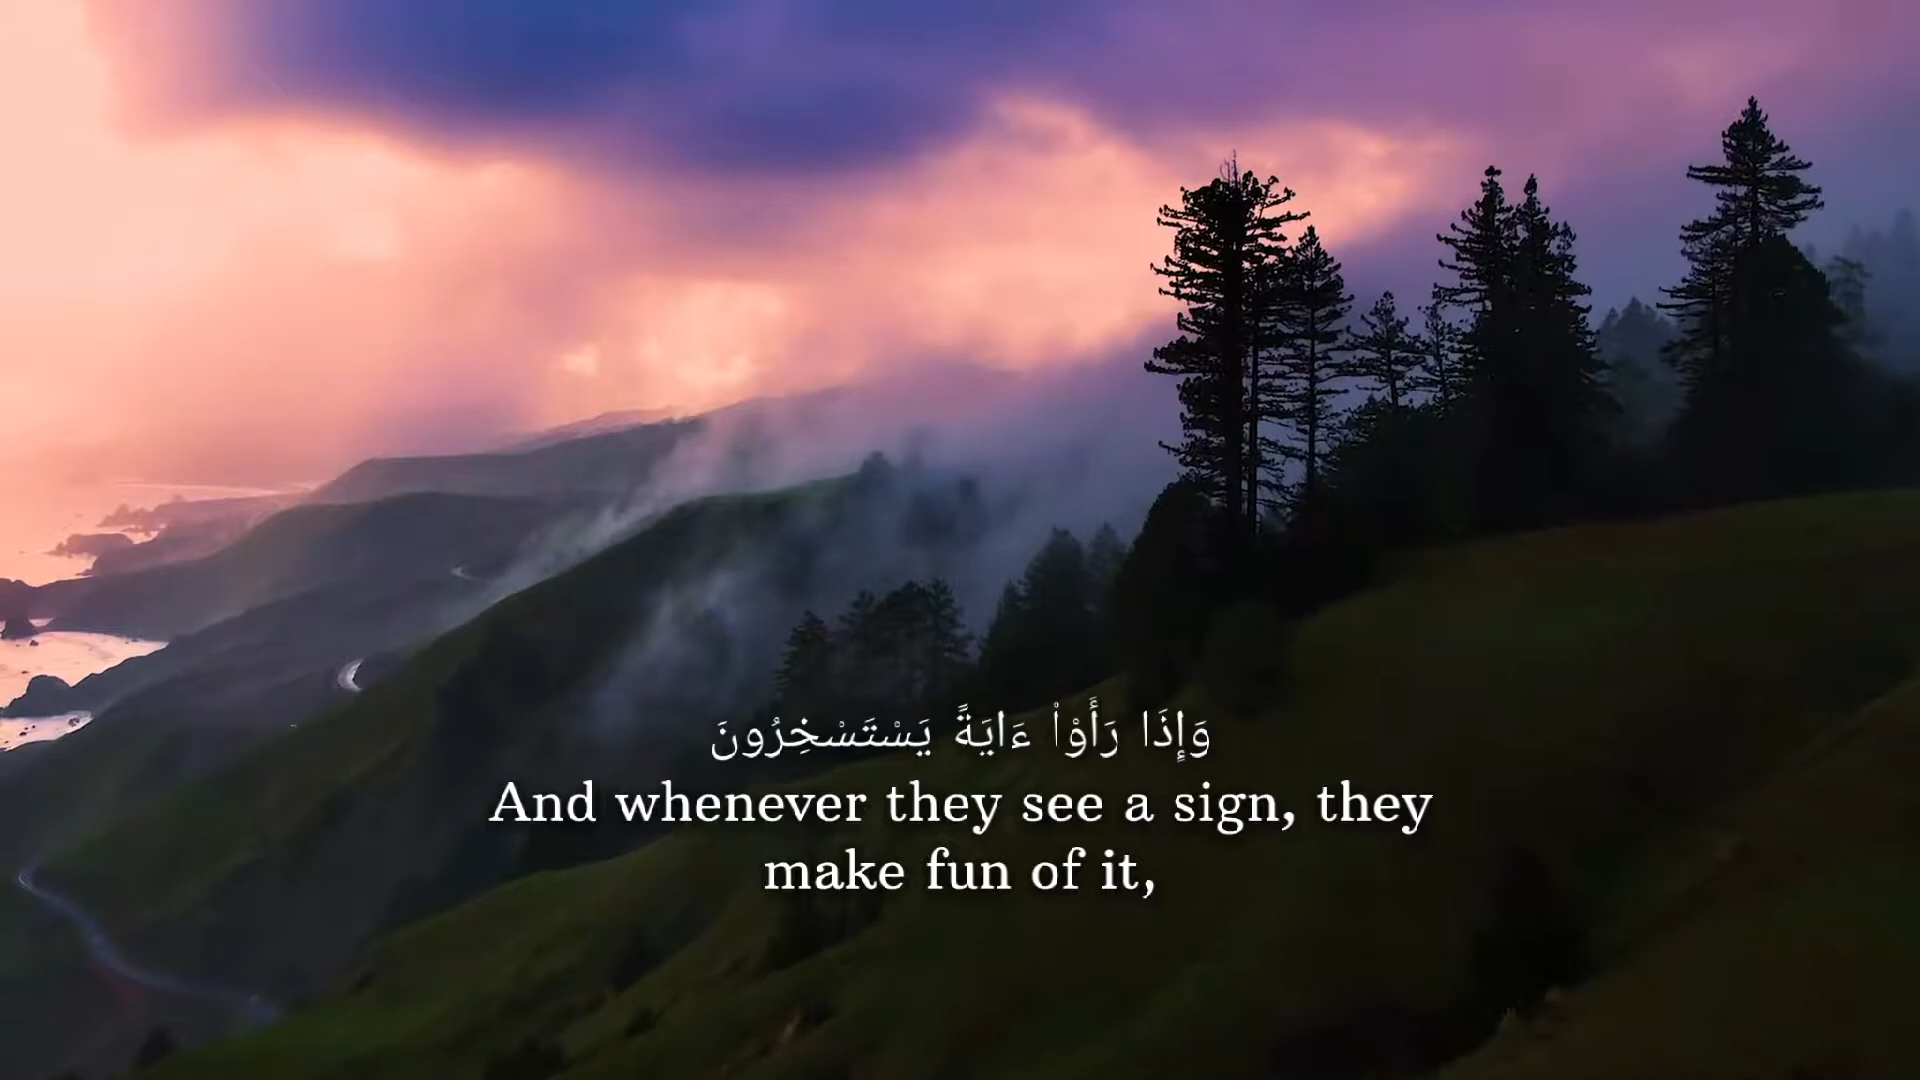 وَإِذَا رَأَوْا۟ ءَايَةً يَسْتَسْخِرُونَ
And whenever they see a sign, they
make fun of it,